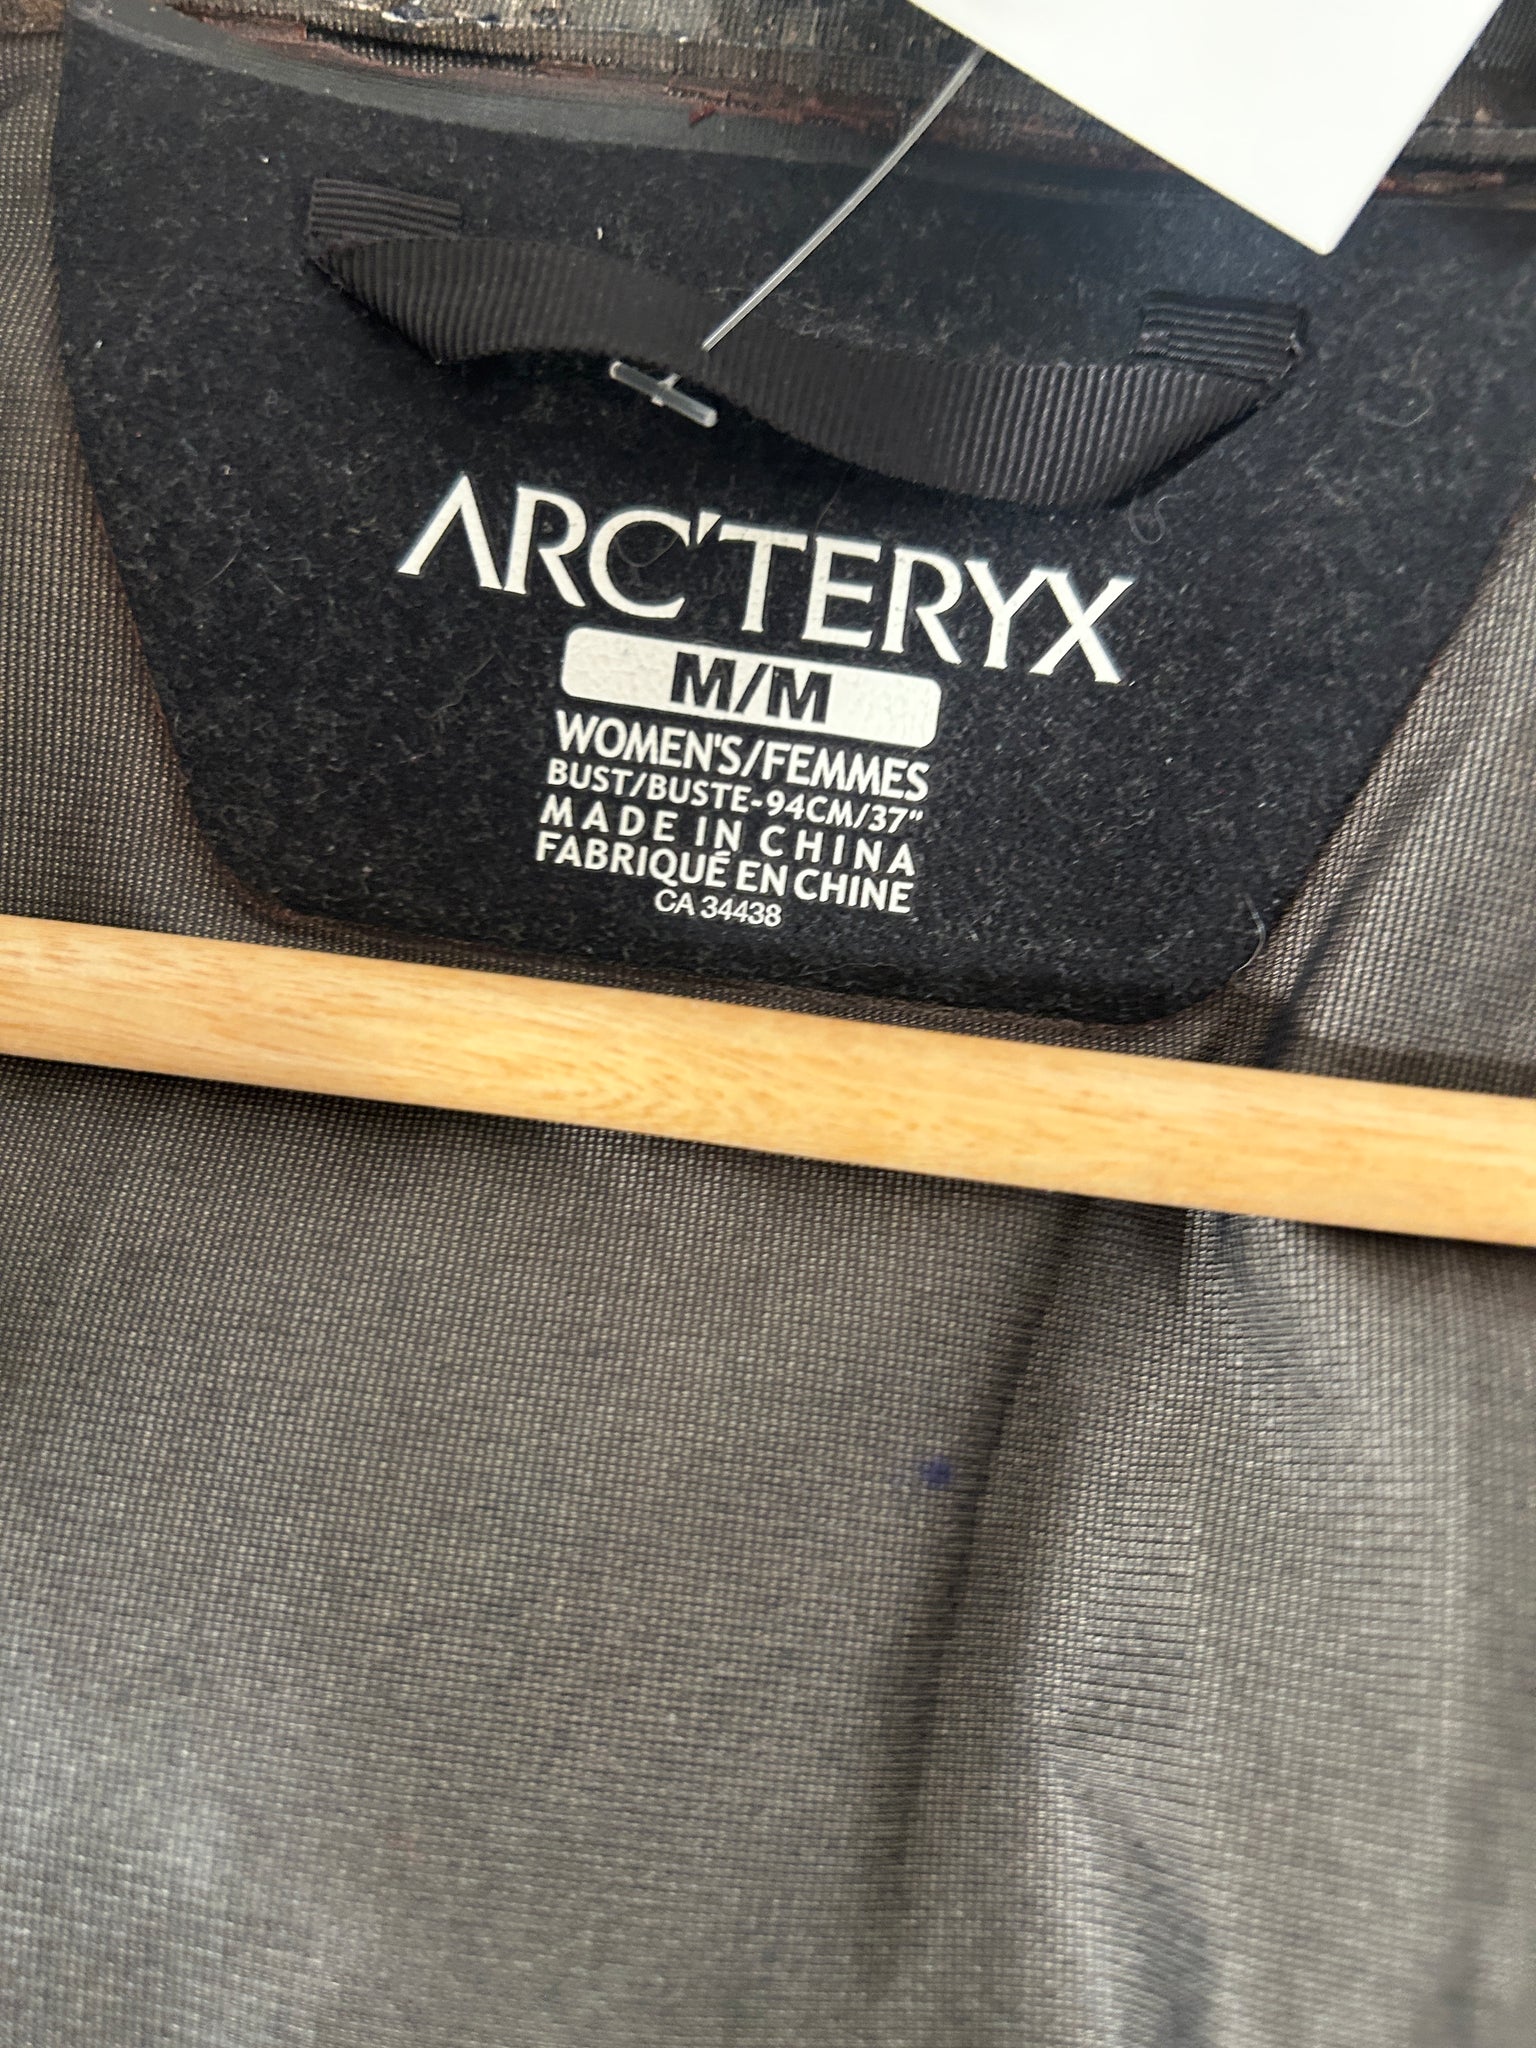 ARC'TERYX
M/M
WOMEN'S/FEMMES
BUST/BUSTE-94CM/37"
MADE IN CHINA
FABRIQUÉ EN CHINE
CA 34438